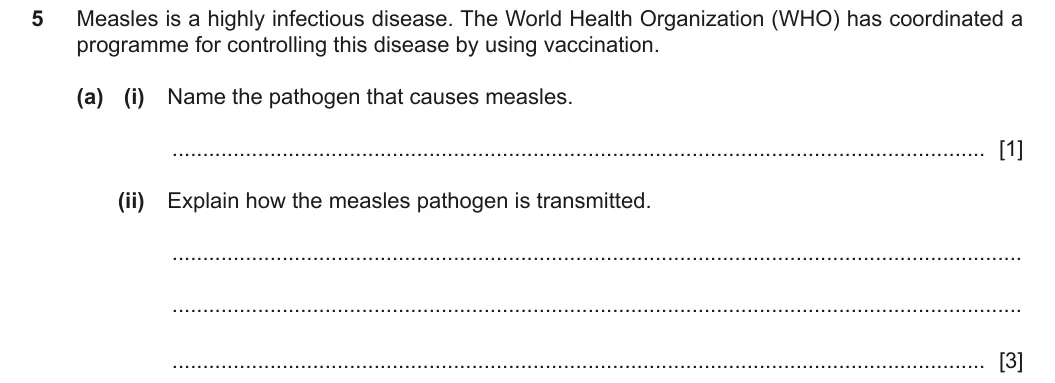 5 Measles is a highly infectious disease. The World Health Organization (WHO) has coordinated a
programme for controlling this disease by using vaccination.
(a) (i) Name the pathogen that causes measles.
.................................................................................................................................... [1]
(ii) Explain how the measles pathogen is transmitted.
..........................................................................................................................................
..........................................................................................................................................
.................................................................................................................................... [3]